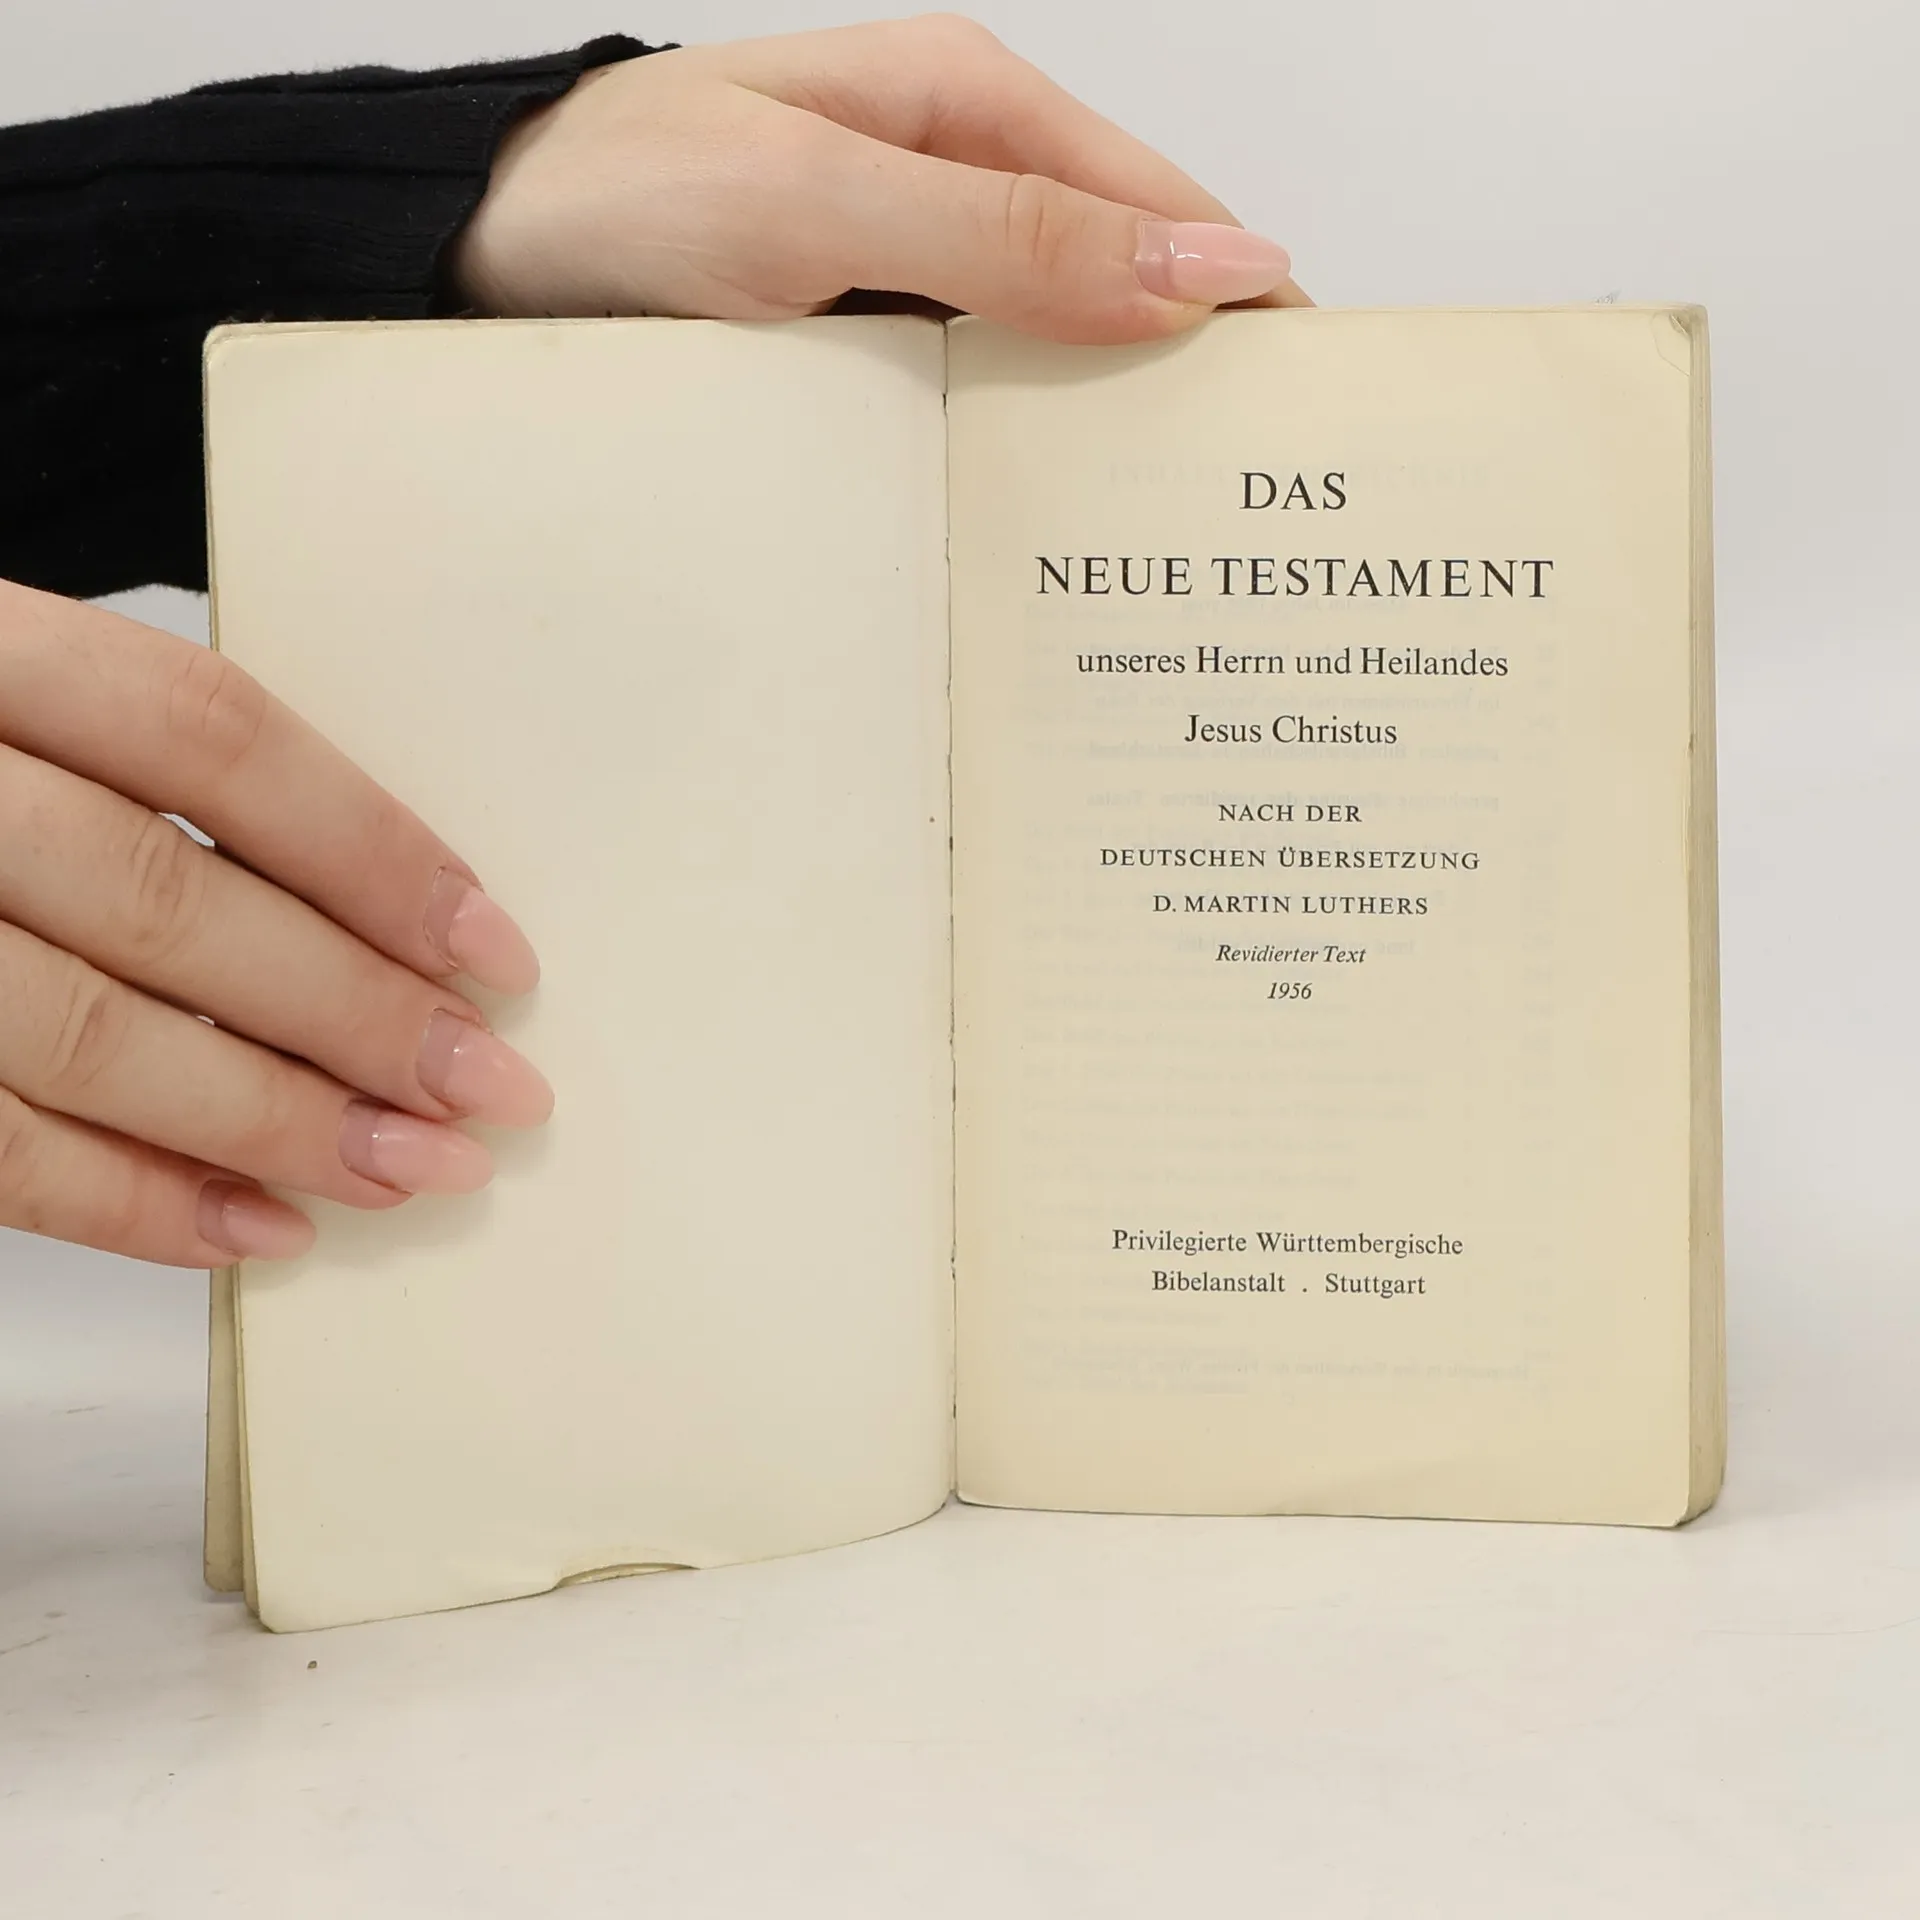 DAS
NEUE TESTAMENT
unseres Herrn und Heilandes
Jesus Christus
NACH DER
DEUTSCHEN ÜBERSETZUNG
D. MARTIN LUTHERS
Revidierter Text
1956
Privilegierte Württembergische
Bibelanstalt . Stuttgart